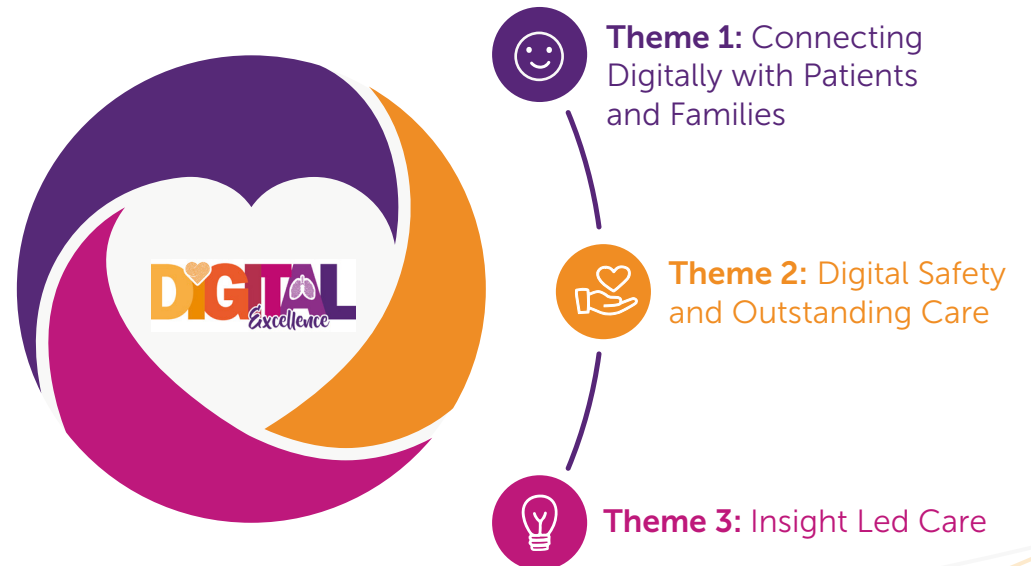 DIGITAL
Excellence
Theme 1: Connecting
Digitally with Patients
and Families
Theme 2: Digital Safety
and Outstanding Care
Theme 3: Insight Led Care